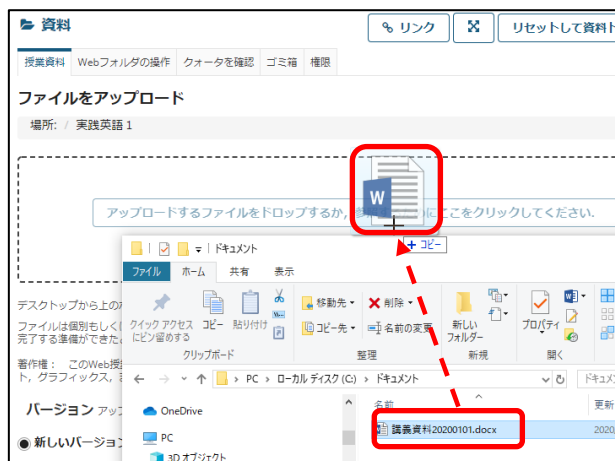 資料
リンク
リセットして資料
授業資料 Webフォルダの操作 クォータを確認 ゴミ箱 権限
ファイルをアップロード
場所: / 実践英語 1
W
アップロードするファイルをドロップするか, ここをクリックしてください.
+ コピー
ドキュメント
ファイル ホーム 共有 表示
デスクトップから上の
ファイルは個別もしく
完了する準備ができた
クイック アクセス にピン留めする
コピー
貼り付け
移動先
コピー先
削除
名前の変更
新しい フォルダー
プロパティ
クリップボード 整理 新規 開く
著作権: このWeb授
ト, グラフィックス,
PC > ローカル ディスク (C:) > ドキュメント
ドキュメ
バージョン アッ
新しいバージョン
OneDrive
PC
3D オブジェクト
名前 更新
講義資料20200101.docx 2020